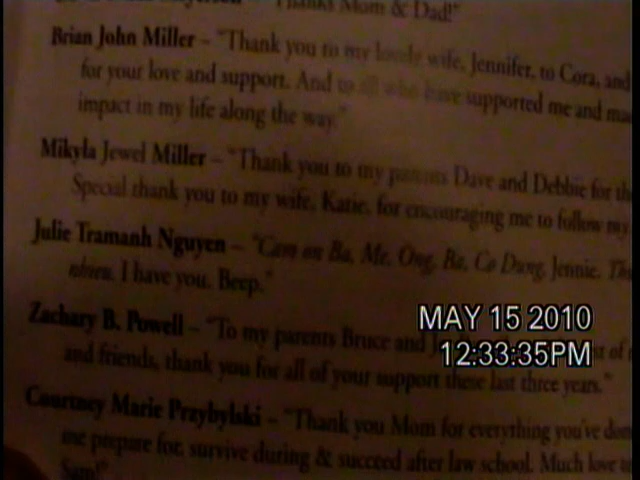 Thanks Mom & Dad!"
Brian John Miller – "Thank you to my lovely wife, Jennifer, to Cora, and
for your love and support. And to all who have supported me and
impact in my life along the way."
Mikyla Jewel Miller – "Thank you to my parents Dave and Debbie for
Special thank you to my wife, Katie, for encouraging me to follow my
Julie Tramanh Nguyen – "Cam on Ba, Me, Ong, Ba, Co Dung, Jennie.
nhieu. I have you. Beep."
Zachary B. Powell – "To my parents Bruce and of
and friends, thank you for all of your support these last three years."
Courtney Marie Przybylski – "Thank you Mom for everything you've
me prepare for, survive during & succeed after law school. Much love
Sam!"
MAY 15 2010
12:33:35PM